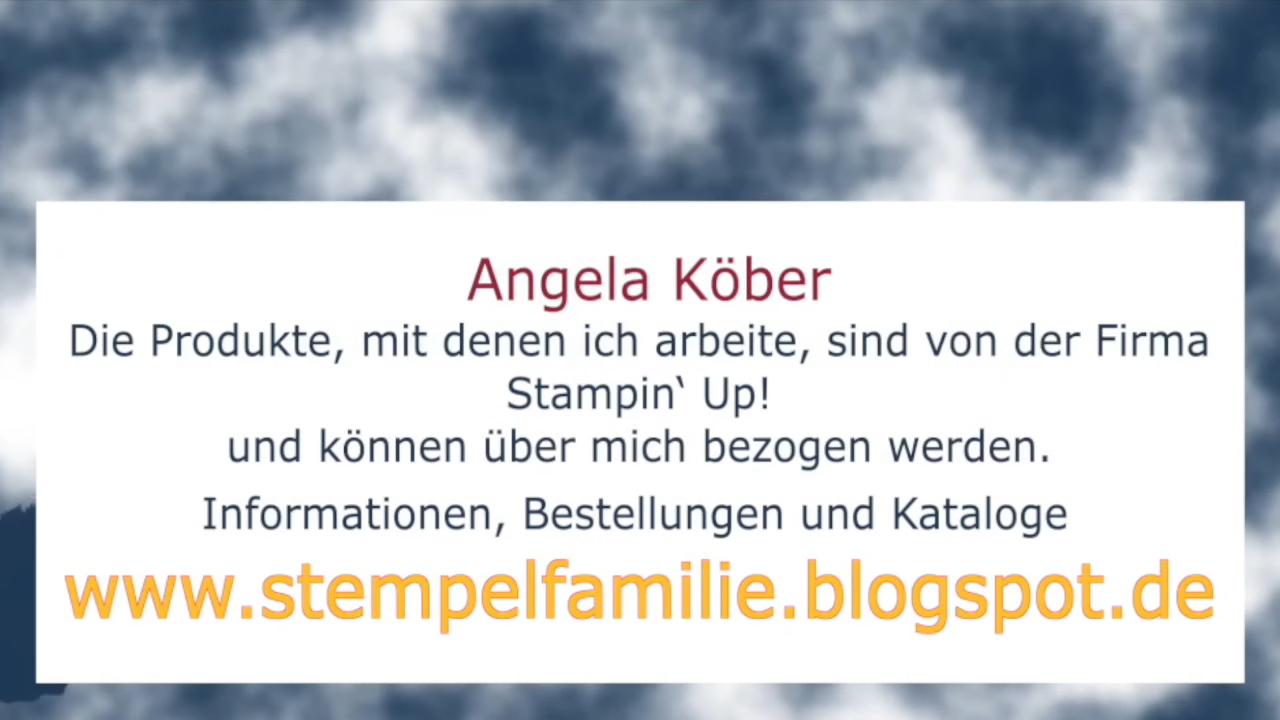 Angela Köber
Die Produkte, mit denen ich arbeite, sind von der Firma
Stampin‛ Up!
und können über mich bezogen werden.
Informationen, Bestellungen und Kataloge
www.stempelfamilie.blogspot.de